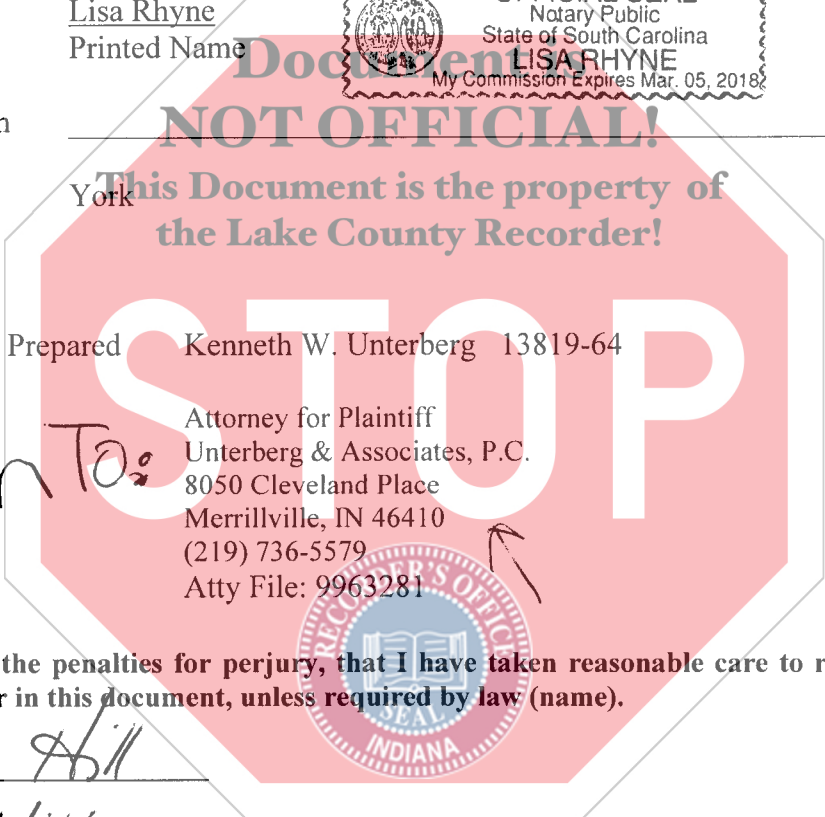 Lisa Rhyne
Printed Name
OFFICIAL SEAL
Notary Public
State of South Carolina
LISA RHYNE
My Commission Expires Mar. 05, 2018
Document is
NOT OFFICIAL!
This Document is the property of
the Lake County Recorder!
York
STOP
Prepared Kenneth W. Unterberg 13819-64
Attorney for Plaintiff
To:
Unterberg & Associates, P.C.
8050 Cleveland Place
Merrillville, IN 46410
(219) 736-5579
Atty File: 9963281
RECORDER'S OFFICE
SEAL
INDIANA
the penalties for perjury, that I have taken reasonable care to r
r in this document, unless required by law (name).
Hill